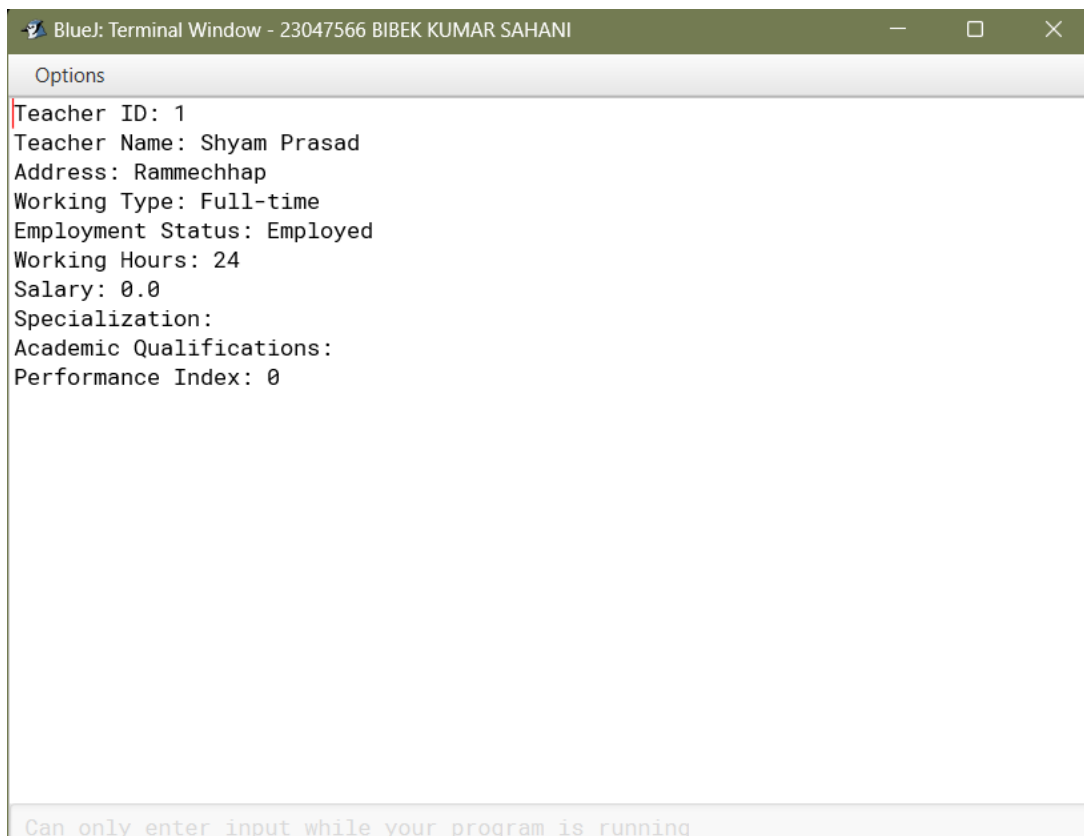 BlueJ: Terminal Window - 23047566 BIBEK KUMAR SAHANI
Options
Teacher ID: 1
Teacher Name: Shyam Prasad
Address: Rammechhap
Working Type: Full-time
Employment Status: Employed
Working Hours: 24
Salary: 0.0
Specialization:
Academic Qualifications:
Performance Index: 0
Can only enter input while your program is running